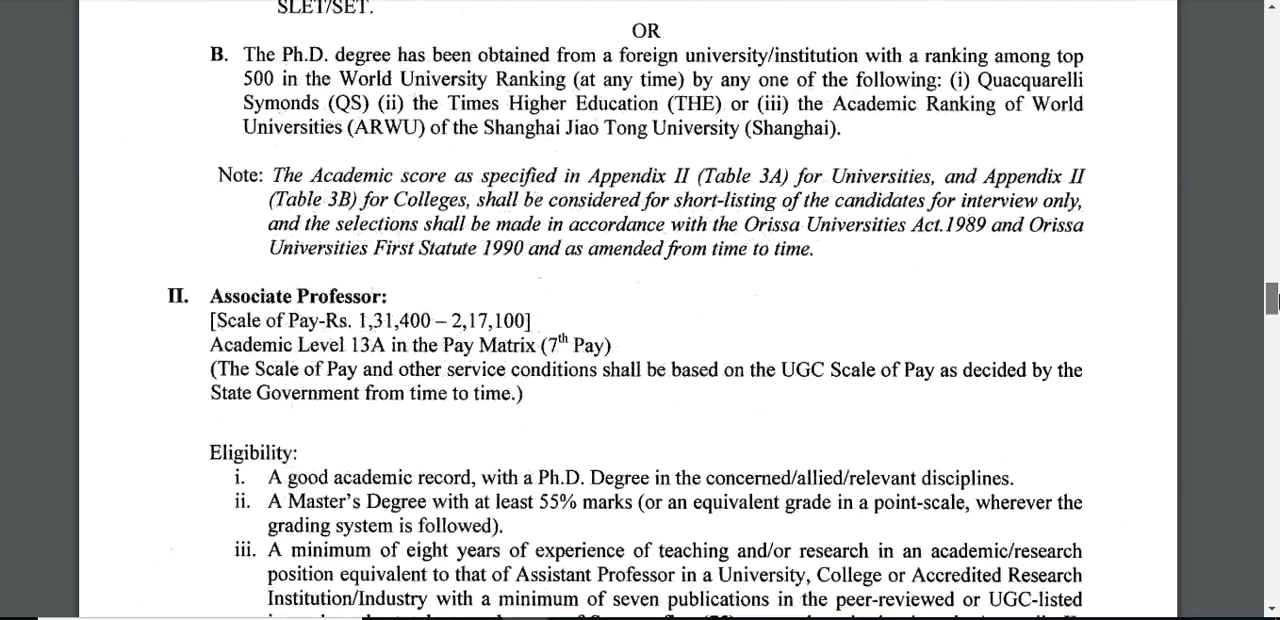 SLET/SET.
OR
B. The Ph.D. degree has been obtained from a foreign university/institution with a ranking among top
500 in the World University Ranking (at any time) by any one of the following: (i) Quacquarelli
Symonds (QS) (ii) the Times Higher Education (THE) or (iii) the Academic Ranking of World
Universities (ARWU) of the Shanghai Jiao Tong University (Shanghai).
Note: The Academic score as specified in Appendix II (Table 3A) for Universities, and Appendix II
(Table 3B) for Colleges, shall be considered for short-listing of the candidates for interview only,
and the selections shall be made in accordance with the Orissa Universities Act.1989 and Orissa
Universities First Statute 1990 and as amended from time to time.
II. Associate Professor:
[Scale of Pay-Rs. 1,31,400 – 2,17,100]
Academic Level 13A in the Pay Matrix (7th Pay)
(The Scale of Pay and other service conditions shall be based on the UGC Scale of Pay as decided by the
State Government from time to time.)
Eligibility:
i. A good academic record, with a Ph.D. Degree in the concerned/allied/relevant disciplines.
ii. A Master's Degree with at least 55% marks (or an equivalent grade in a point-scale, wherever the
grading system is followed).
iii. A minimum of eight years of experience of teaching and/or research in an academic/research
position equivalent to that of Assistant Professor in a University, College or Accredited Research
Institution/Industry with a minimum of seven publications in the peer-reviewed or UGC-listed